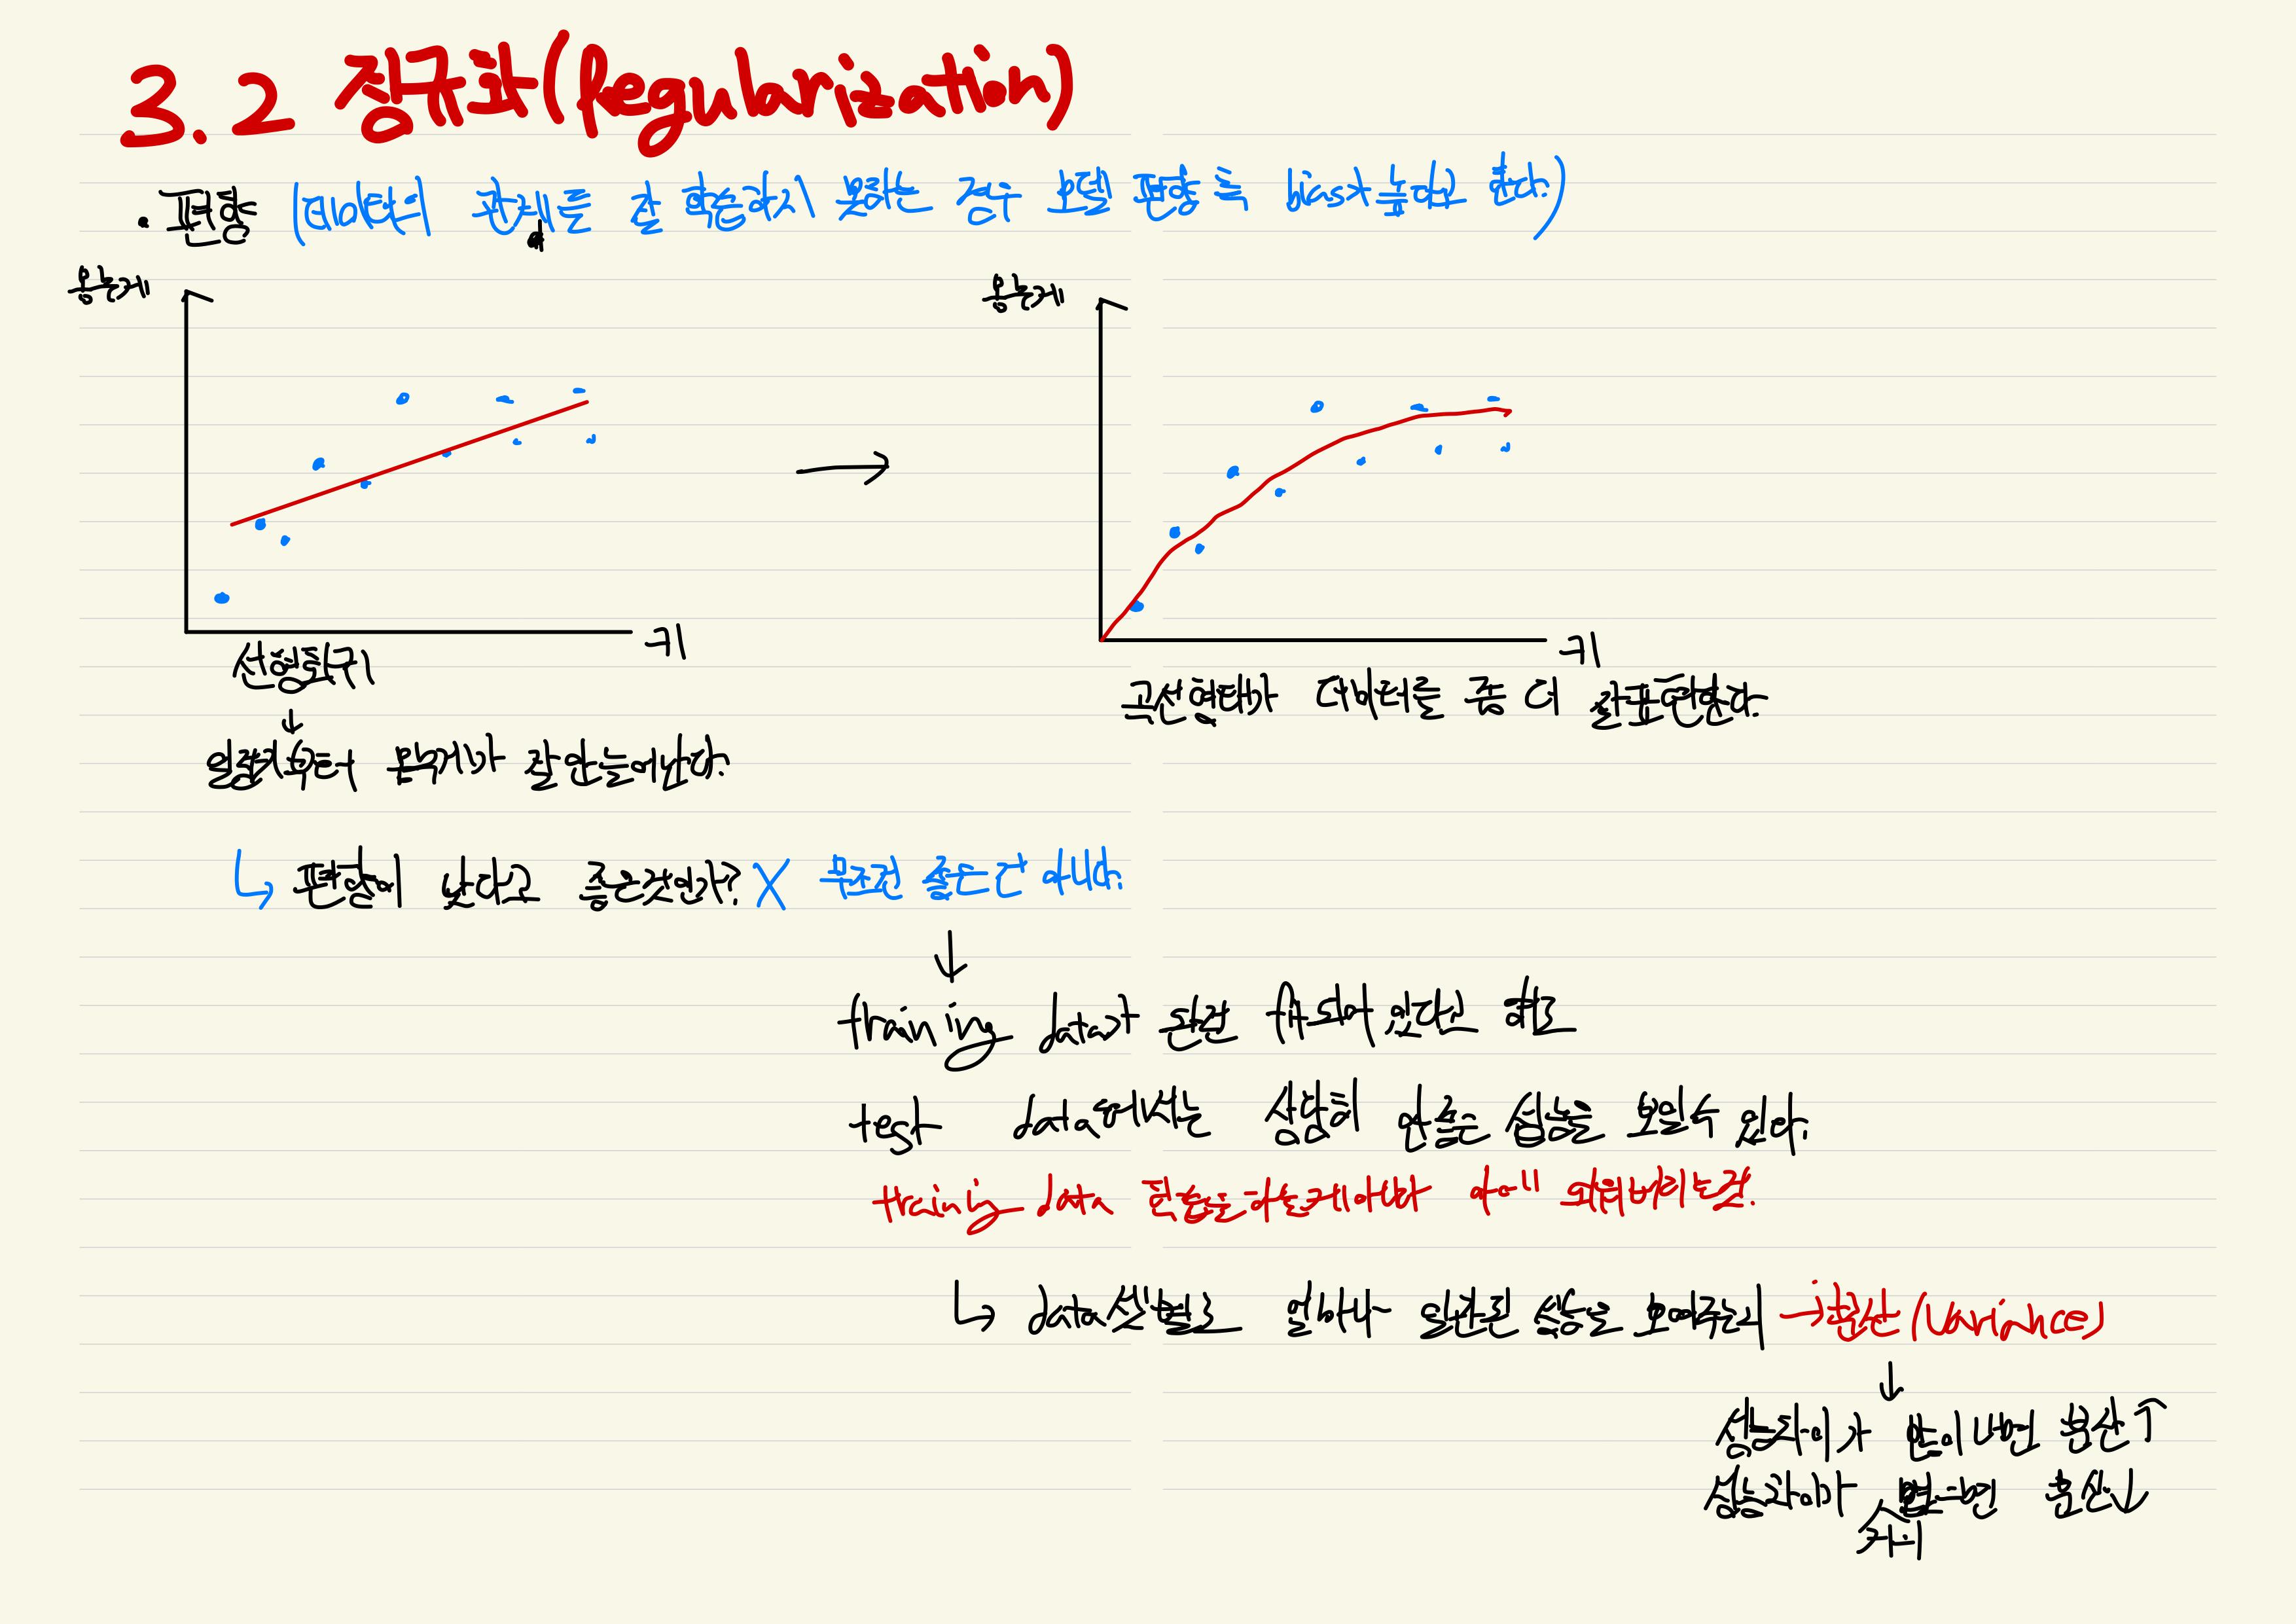 3.2 정규화(Regularization)
• 편향 (데이터의 관계를 잘 학습하지 못하는 경우 모델 편향 즉 bias가 높다고 한다.)
몸무게
몸무게
키
키
선형회귀
↓
곡선형태가 데이터를 좀 더 잘표현한다.
일정키부터 몸무게가 잘안늘어난다.
↳ 편향이 낮다고 좋은것인가? X 무조건 좋은건 아니다.
↓
training data가 완전 fit되어 있다고 해도
test data에서는 상당히 안좋은 성능을 보일수 있다.
training data 학습을하는게아니라 아예 외워버리는것.
↳ data셋별로 얼마나 일관된 성능을 보여주는지 → 분산(Variance)
↓
성능차이가 많이나면 분산↑
성능차이가 별로 면 분산↓